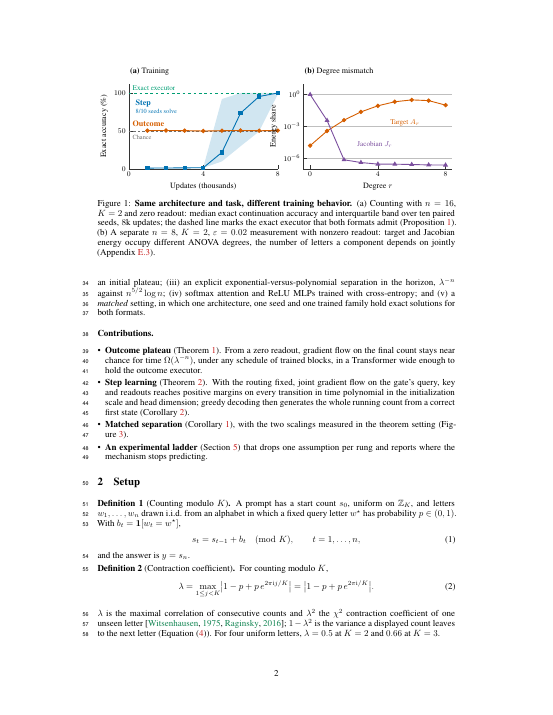 (a) Training
(b) Degree mismatch
Exact accuracy (%)
100
50
0
Exact executor
Step
8/10 seeds solve
Outcome
Chance
0
4
8
Updates (thousands)
Energy share
10⁰
10⁻³
10⁻⁶
Target Aᵣ
Jacobian Jᵣ
0
4
8
Degree r
Figure 1: Same architecture and task, different training behavior. (a) Counting with n = 16,
K = 2 and zero readout: median exact continuation accuracy and interquartile band over ten paired
seeds, 8k updates; the dashed line marks the exact executor that both formats admit (Proposition 1).
(b) A separate n = 8, K = 2, ε = 0.02 measurement with nonzero readout: target and Jacobian
energy occupy different ANOVA degrees, the number of letters a component depends on jointly
(Appendix E.3).
34 an initial plateau; (iii) an explicit exponential-versus-polynomial separation in the horizon, λ⁻ⁿ
35 against n^{5/2} log n; (iv) softmax attention and ReLU MLPs trained with cross-entropy; and (v) a
36 matched setting, in which one architecture, one seed and one trained family hold exact solutions for
37 both formats.
38 Contributions.
39 • Outcome plateau (Theorem 1). From a zero readout, gradient flow on the final count stays near
40 chance for time Ω(λ⁻ⁿ), under any schedule of trained blocks, in a Transformer wide enough to
41 hold the outcome executor.
42 • Step learning (Theorem 2). With the routing fixed, joint gradient flow on the gate's query, key
43 and readouts reaches positive margins on every transition in time polynomial in the initialization
44 scale and head dimension; greedy decoding then generates the whole running count from a correct
45 first state (Corollary 2).
46 • Matched separation (Corollary 1), with the two scalings measured in the theorem setting (Fig-
47 ure 3).
48 • An experimental ladder (Section 5) that drops one assumption per rung and reports where the
49 mechanism stops predicting.
50 2 Setup
51 Definition 1 (Counting modulo K). A prompt has a start count s₀, uniform on ℤ_K, and letters
52 w₁, . . . , wₙ drawn i.i.d. from an alphabet in which a fixed query letter w⋆ has probability p ∈ (0, 1).
53 With bₜ = 1[wₜ = w⋆],
sₜ = sₜ₋₁ + bₜ (mod K), t = 1, . . . , n, (1)
54 and the answer is y = sₙ.
55 Definition 2 (Contraction coefficient). For counting modulo K,
λ = max_{1≤j<K} |1 − p + p e^{2πij/K}| = |1 − p + p e^{2πi/K}|. (2)
56 λ is the maximal correlation of consecutive counts and λ² the χ² contraction coefficient of one
57 unseen letter [Witsenhausen, 1975, Raginsky, 2016]; 1 − λ² is the variance a displayed count leaves
58 to the next letter (Equation (4)). For four uniform letters, λ = 0.5 at K = 2 and 0.66 at K = 3.
2